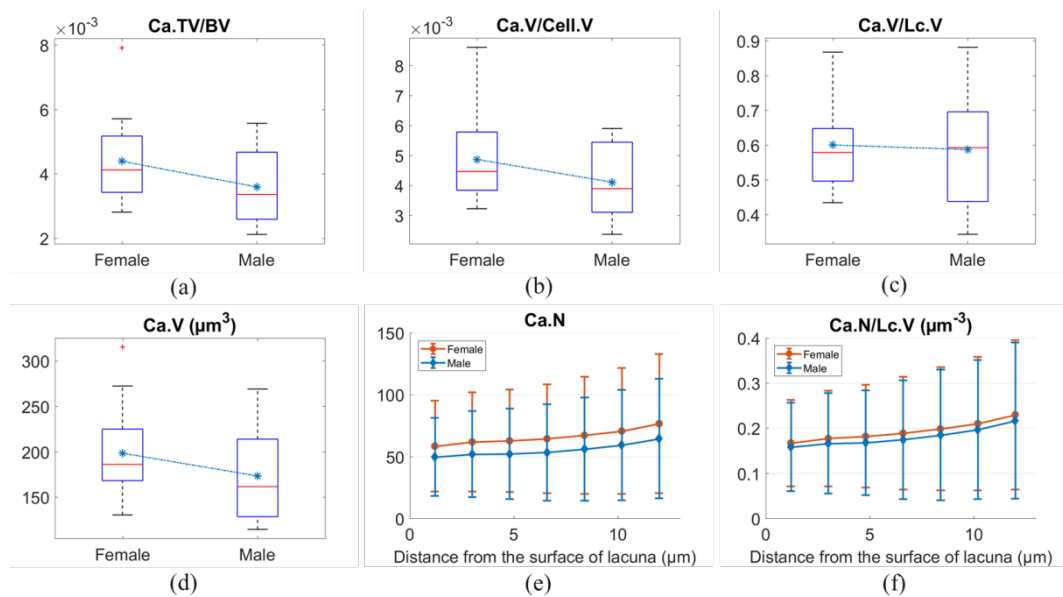 Ca.TV/BV
×10⁻³
8
6
4
2
Female Male
(a)
Ca.V/Cell.V
×10⁻³
8
7
6
5
4
3
Female Male
(b)
Ca.V/Lc.V
0.9
0.8
0.7
0.6
0.5
0.4
Female Male
(c)
Ca.V (µm³)
300
250
200
150
Female Male
(d)
Ca.N
150
100
50
0
Female
Male
0 5 10
Distance from the surface of lacuna (µm)
(e)
Ca.N/Lc.V (µm⁻³)
0.4
0.3
0.2
0.1
0
Female
Male
0 5 10
Distance from the surface of lacuna (µm)
(f)